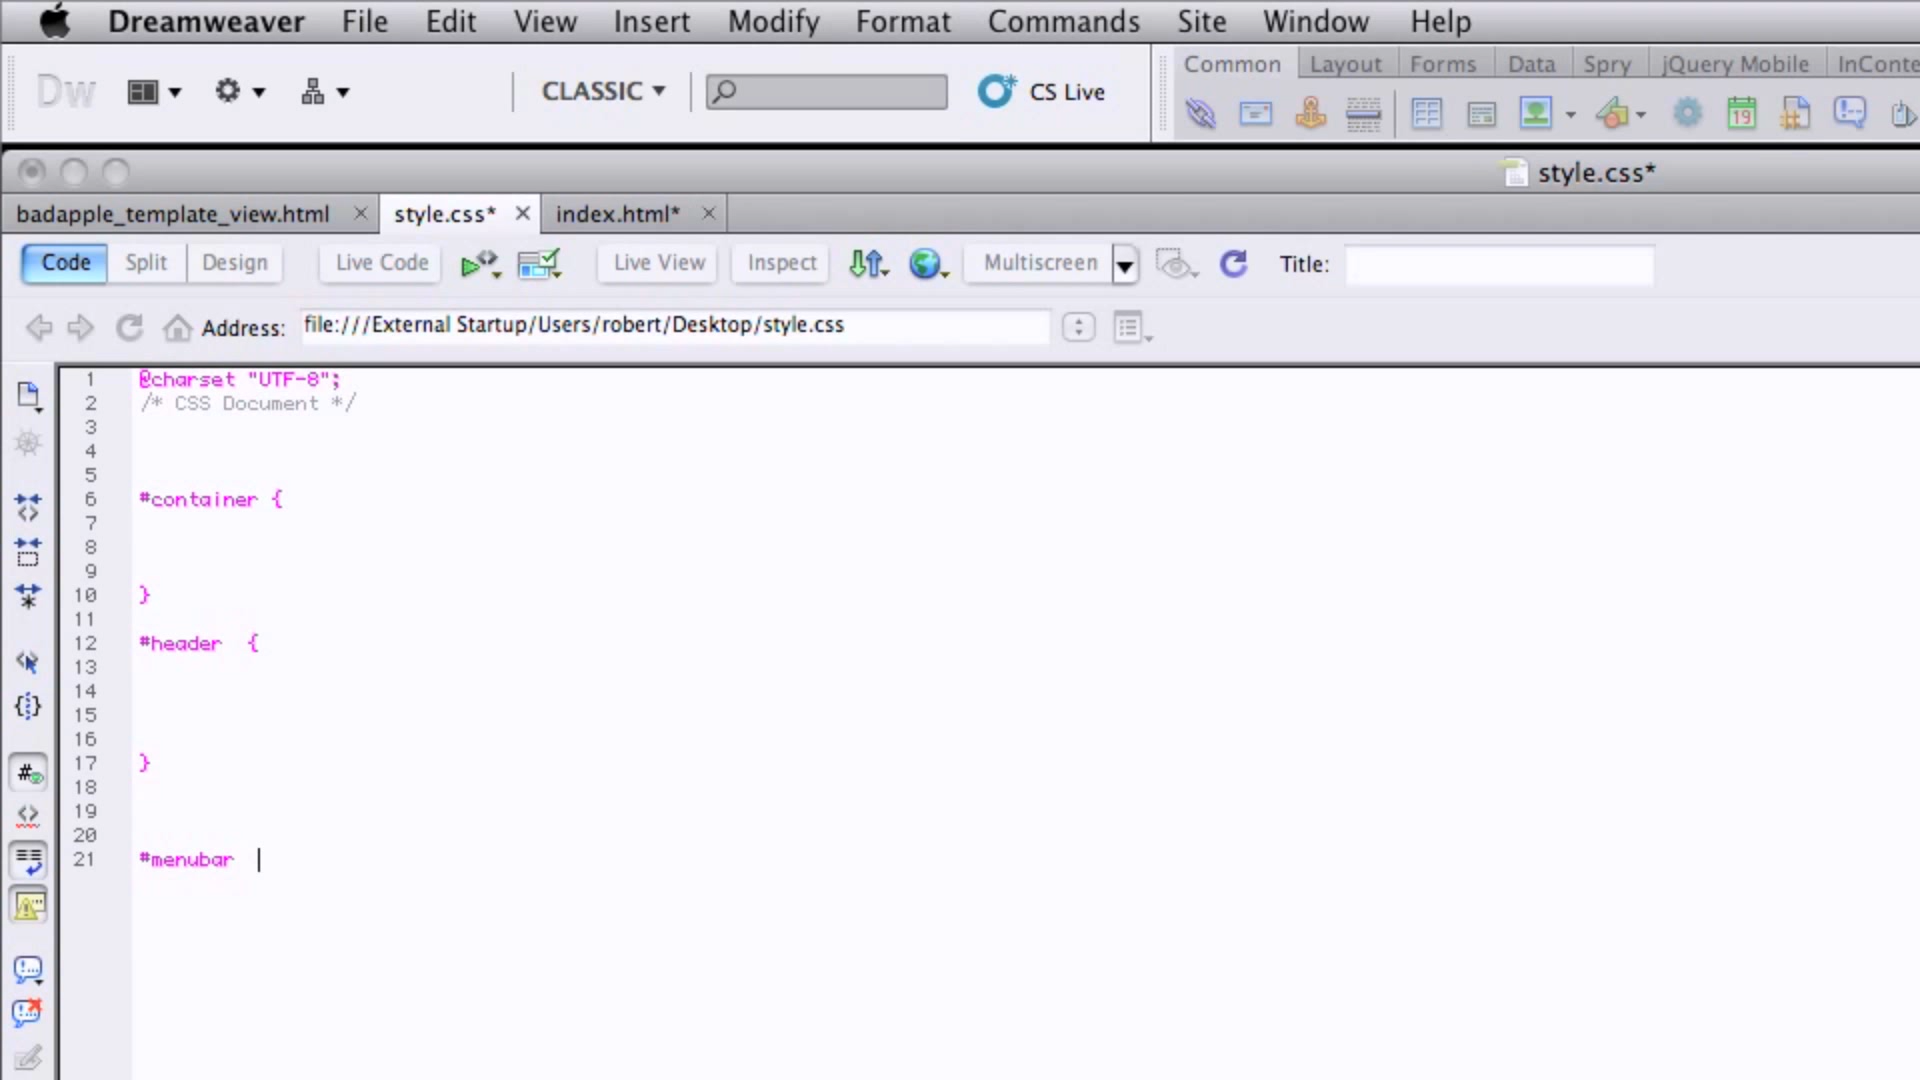 Dreamweaver File Edit View Insert Modify Format Commands Site Window Help
Dw CLASSIC CS Live
Common Layout Forms Data Spry jQuery Mobile InConte
19
style.css*
badapple_template_view.html style.css* index.html*
Code Split Design Live Code Live View Inspect Multiscreen Title:
Address: file:///External Startup/Users/robert/Desktop/style.css
1 @charset "UTF-8";
2 /* CSS Document */
3
4
5
6 #container {
7
8
9
10 }
11
12 #header  {
13
14
15
16
17 }
18
19
20
21 #menubar